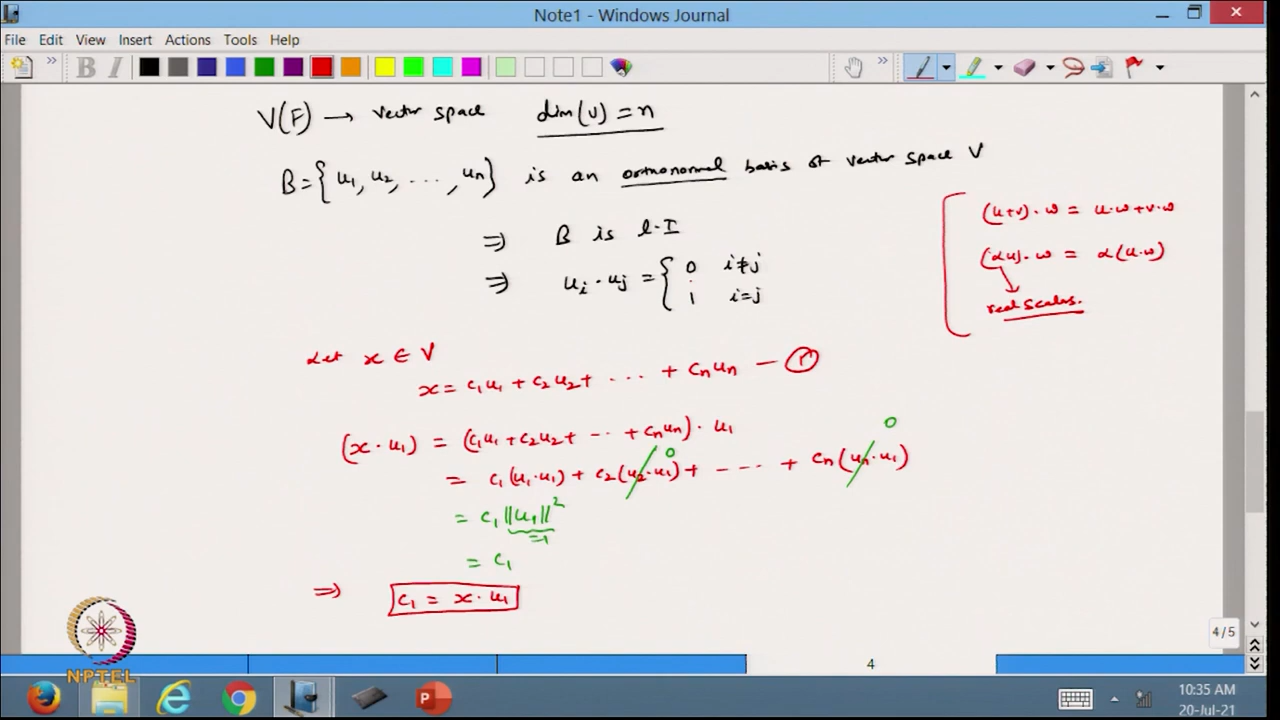 Note1 - Windows Journal
File Edit View Insert Actions Tools Help
V(F) → vector space dim(V) = n
B = {u₁, u₂, ..., uₙ} is an orthonormal basis of vector space V
⇒ B is l.I
⇒ uᵢ · uⱼ = { 0 i≠j
1 i=j
(u+v) · w = u·w + v·w
(αu) · w = α(u·w)
real scalar.
Let x ∈ V
x = c₁u₁ + c₂u₂ + ... + cₙuₙ — ①
(x · u₁) = (c₁u₁ + c₂u₂ + ... + cₙuₙ) · u₁
= c₁(u₁·u₁) + c₂(u₂·u₁) 0 + --- + cₙ(uₙ·u₁) 0
= c₁ ||u₁||²
=1
= c₁
⇒ c₁ = x · u₁
4/5
NPTEL
4
10:35 AM
20-Jul-21